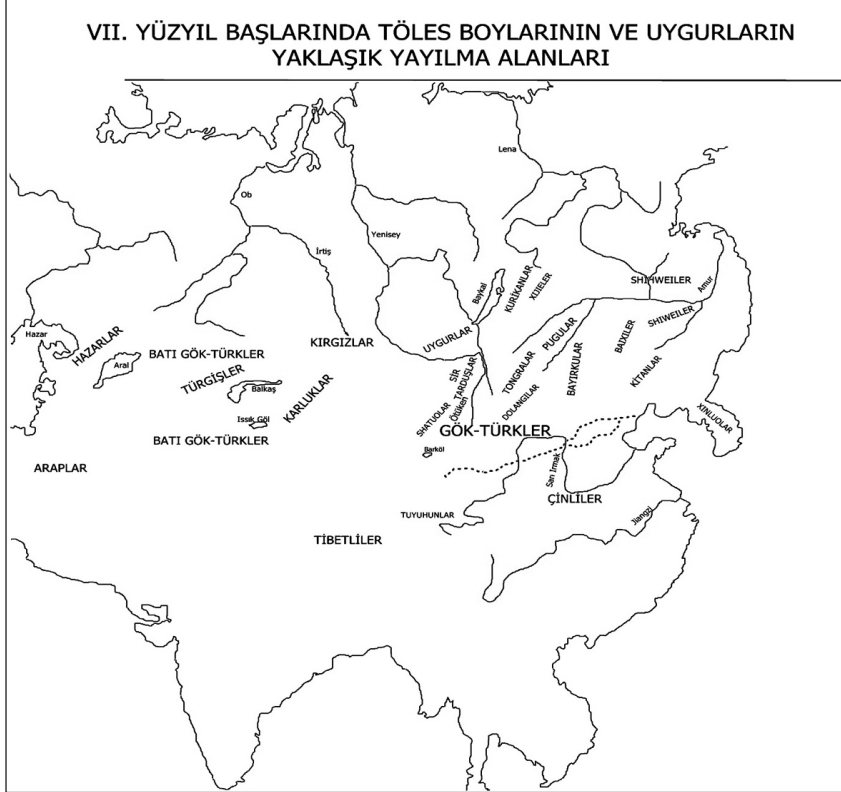 VII. YÜZYIL BAŞLARINDA TÖLES BOYLARININ VE UYGURLARIN
YAKLAŞIK YAYILMA ALANLARI
Lena
Ob
Yenisey
İrtiş
Baykal
KURIKANLAR
XIJIELER
SHIHWEILER
Amur
Hazar
HAZARLAR
Aral
BATI GÖK-TÜRKLER
TÜRGİŞLER
Balkaş
KARLUKLAR
Issık Göl
BATI GÖK-TÜRKLER
KIRGIZLAR
UYGURLAR
SİR
TARDUŞLAR
Ötüken
SHATUOLAR
TONGRALAR
DOLANGILAR
PUGULAR
BAYIRKULAR
BAIXILER
SHIWEILER
KİTANLAR
XINLUOLAR
GÖK-TÜRKLER
Barköl
ARAPLAR
Sarı Irmak
ÇİNLİLER
TUYUHUNLAR
Jiangzi
TİBETLİLER